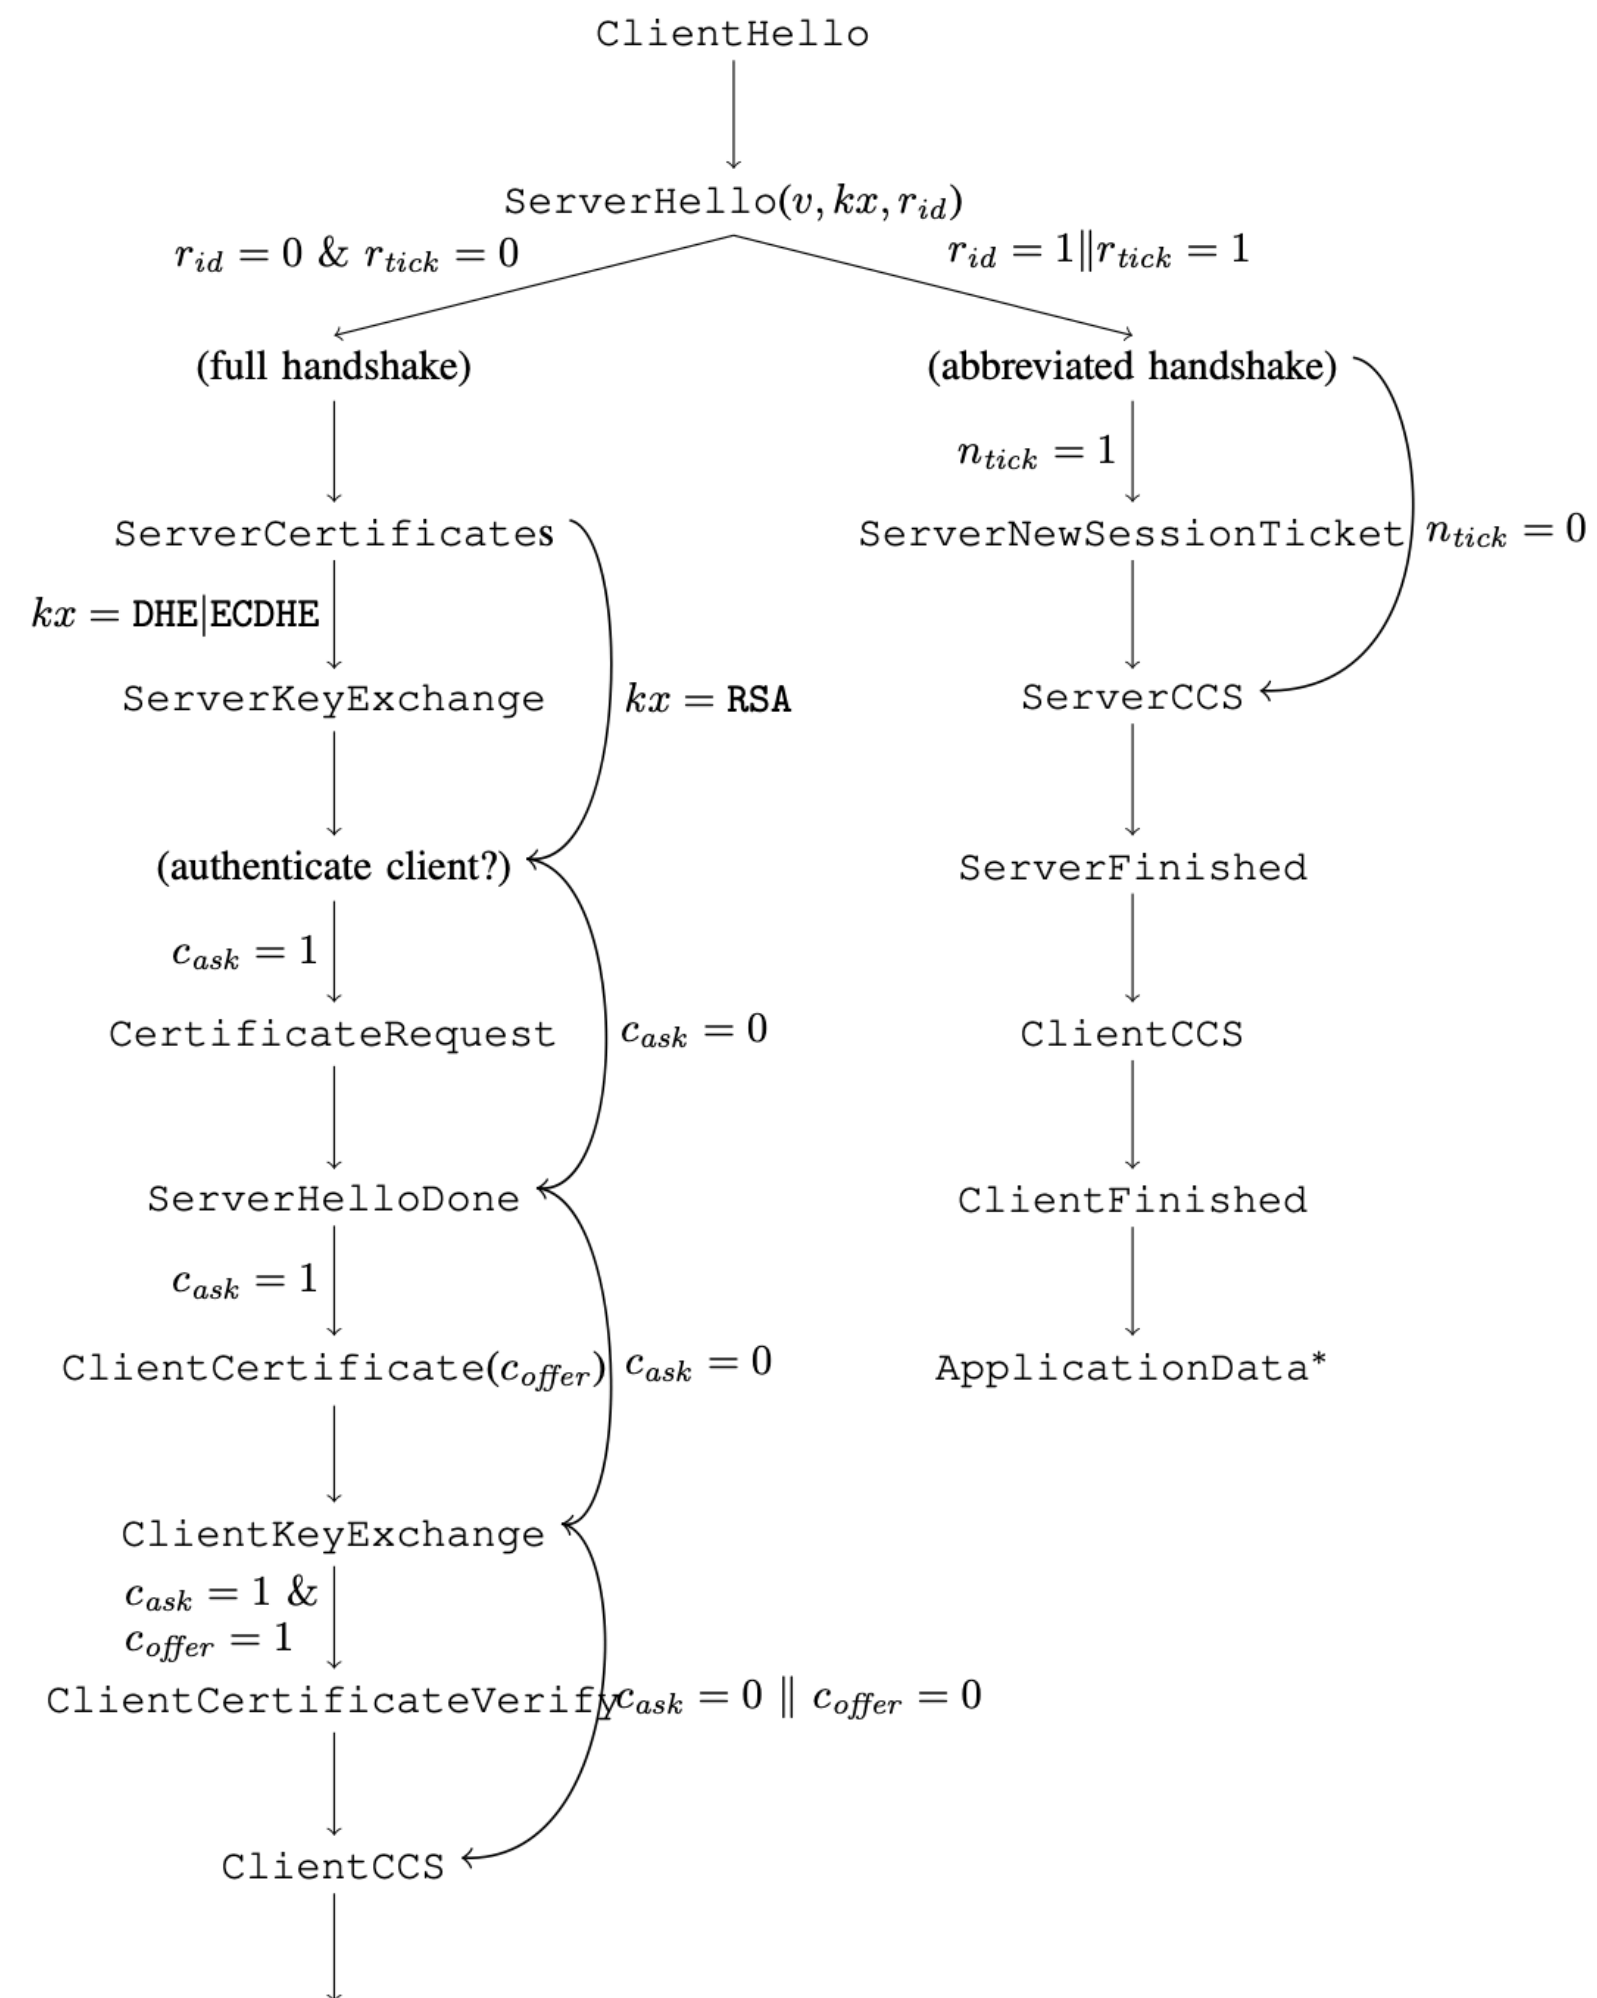 ClientHello
ServerHello(v, kx, r_id)
r_id = 0 & r_tick = 0
r_id = 1||r_tick = 1
(full handshake)
(abbreviated handshake)
n_tick = 1
ServerCertificates
ServerNewSessionTicket
n_tick = 0
kx = DHE|ECDHE
ServerKeyExchange
kx = RSA
ServerCCS
(authenticate client?)
ServerFinished
c_ask = 1
CertificateRequest
c_ask = 0
ClientCCS
ServerHelloDone
ClientFinished
c_ask = 1
ClientCertificate(c_offer)
c_ask = 0
ApplicationData*
ClientKeyExchange
c_ask = 1 &
c_offer = 1
ClientCertificateVerify
c_ask = 0 || c_offer = 0
ClientCCS